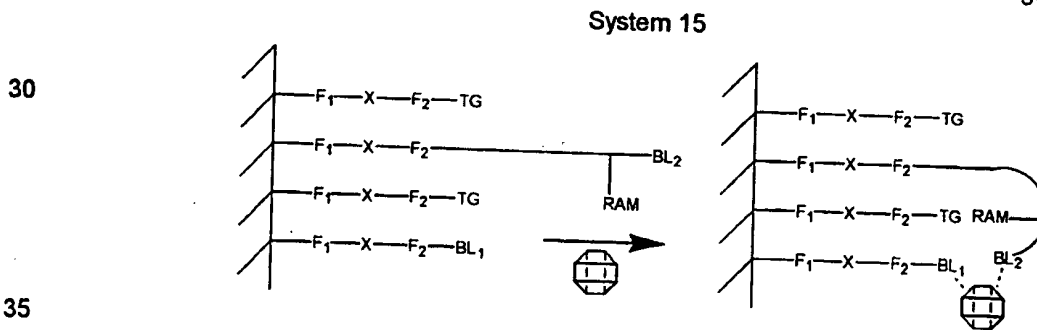 System 15
30
F₁—X—F₂—TG
F₁—X—F₂ BL₂
RAM
F₁—X—F₂—TG
F₁—X—F₂—BL₁
F₁—X—F₂—TG
F₁—X—F₂
F₁—X—F₂—TG RAM
F₁—X—F₂—BL₁ BL₂
35